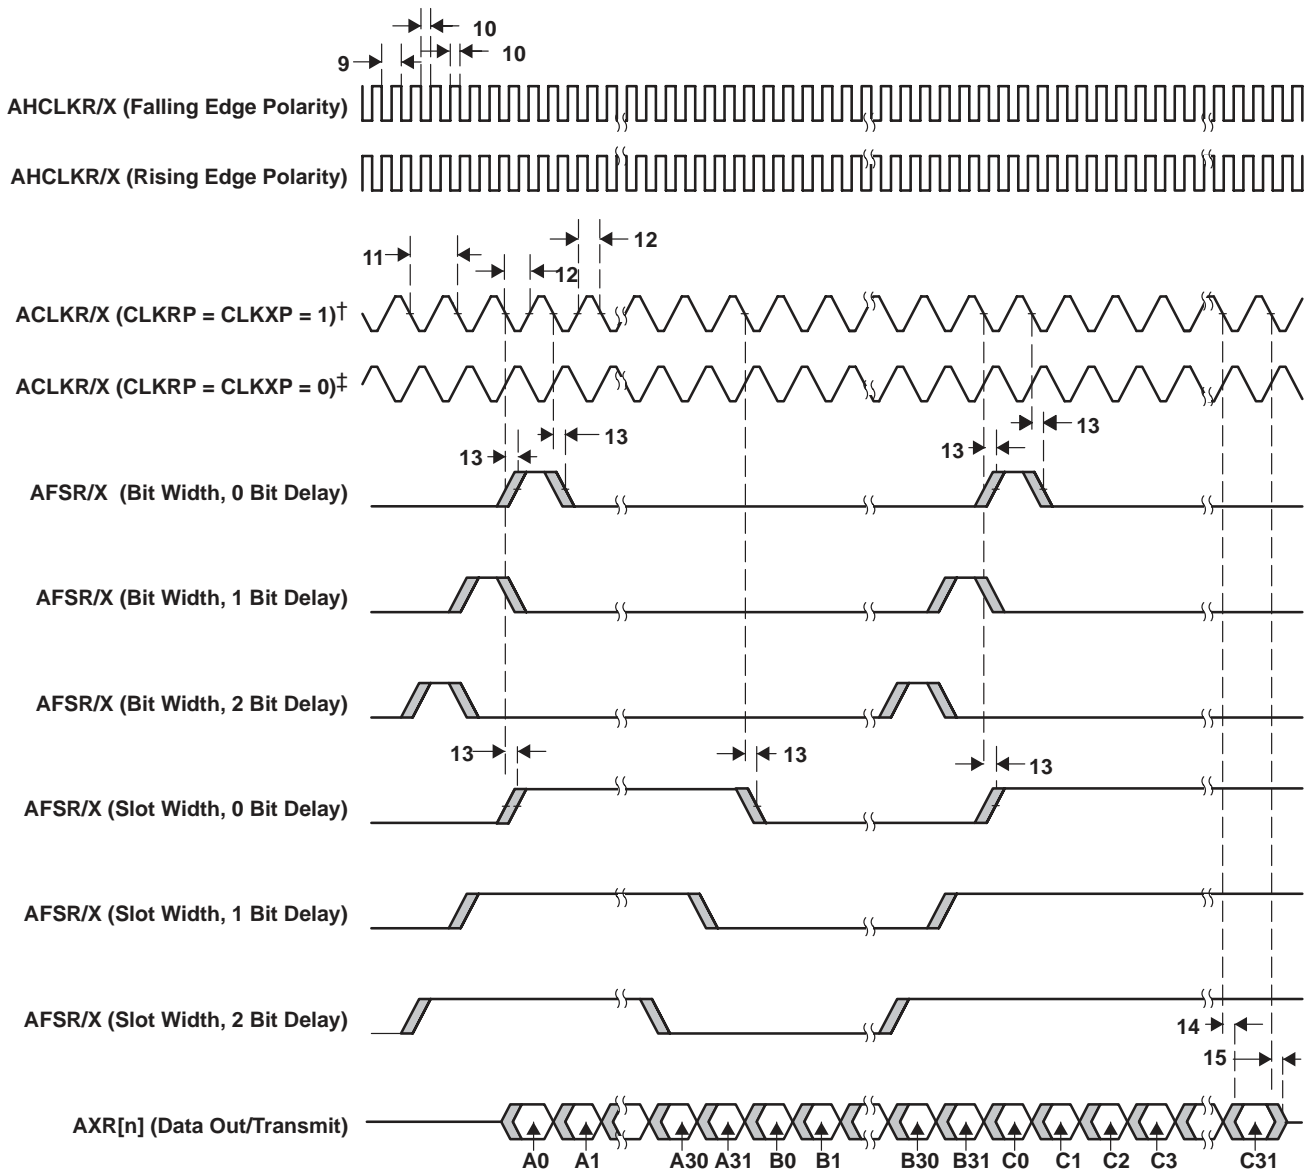 10
10
9
AHCLKR/X (Falling Edge Polarity)
AHCLKR/X (Rising Edge Polarity)
12
11
12
ACLKR/X (CLKRP = CLKXP = 1)†
ACLKR/X (CLKRP = CLKXP = 0)‡
13
13
13
13
AFSR/X (Bit Width, 0 Bit Delay)
AFSR/X (Bit Width, 1 Bit Delay)
AFSR/X (Bit Width, 2 Bit Delay)
13
13
13
AFSR/X (Slot Width, 0 Bit Delay)
AFSR/X (Slot Width, 1 Bit Delay)
AFSR/X (Slot Width, 2 Bit Delay)
14
15
AXR[n] (Data Out/Transmit)
A0 A1 A30 A31 B0 B1 B30 B31 C0 C1 C2 C3 C31